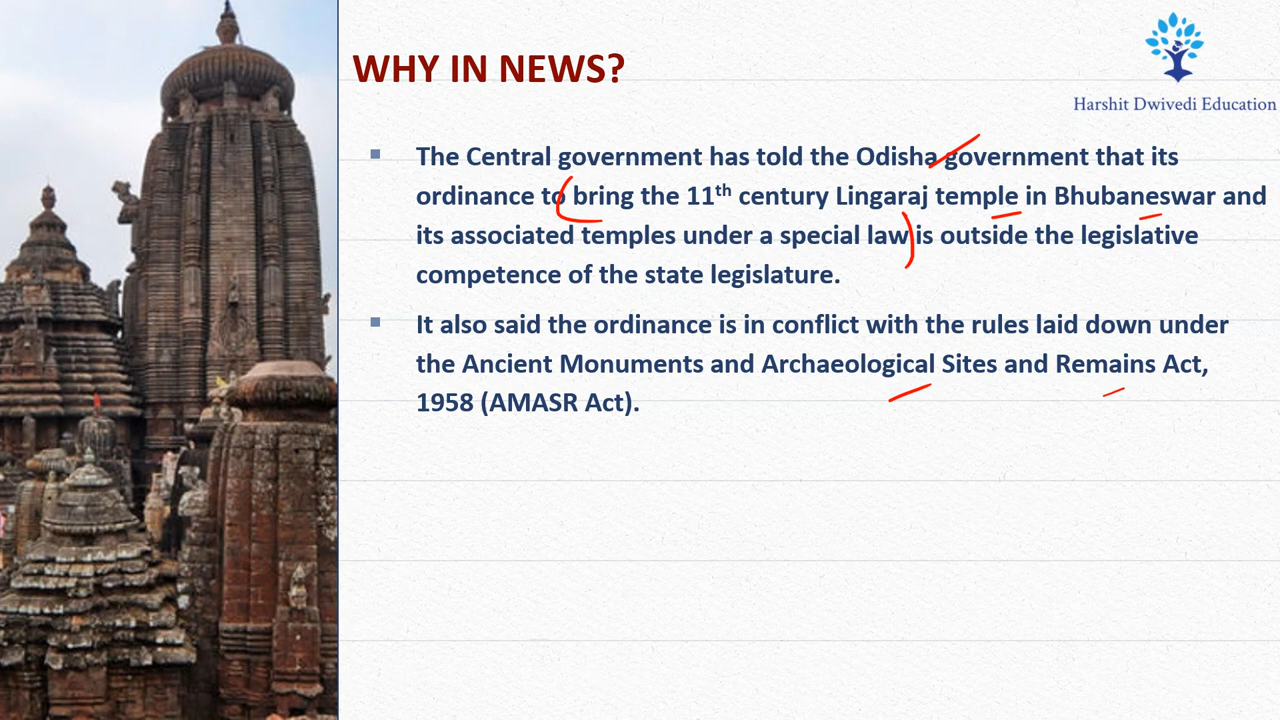 WHY IN NEWS?
Harshit Dwivedi Education
The Central government has told the Odisha government that its
ordinance to bring the 11th century Lingaraj temple in Bhubaneswar and
its associated temples under a special law is outside the legislative
competence of the state legislature.
It also said the ordinance is in conflict with the rules laid down under
the Ancient Monuments and Archaeological Sites and Remains Act,
1958 (AMASR Act).